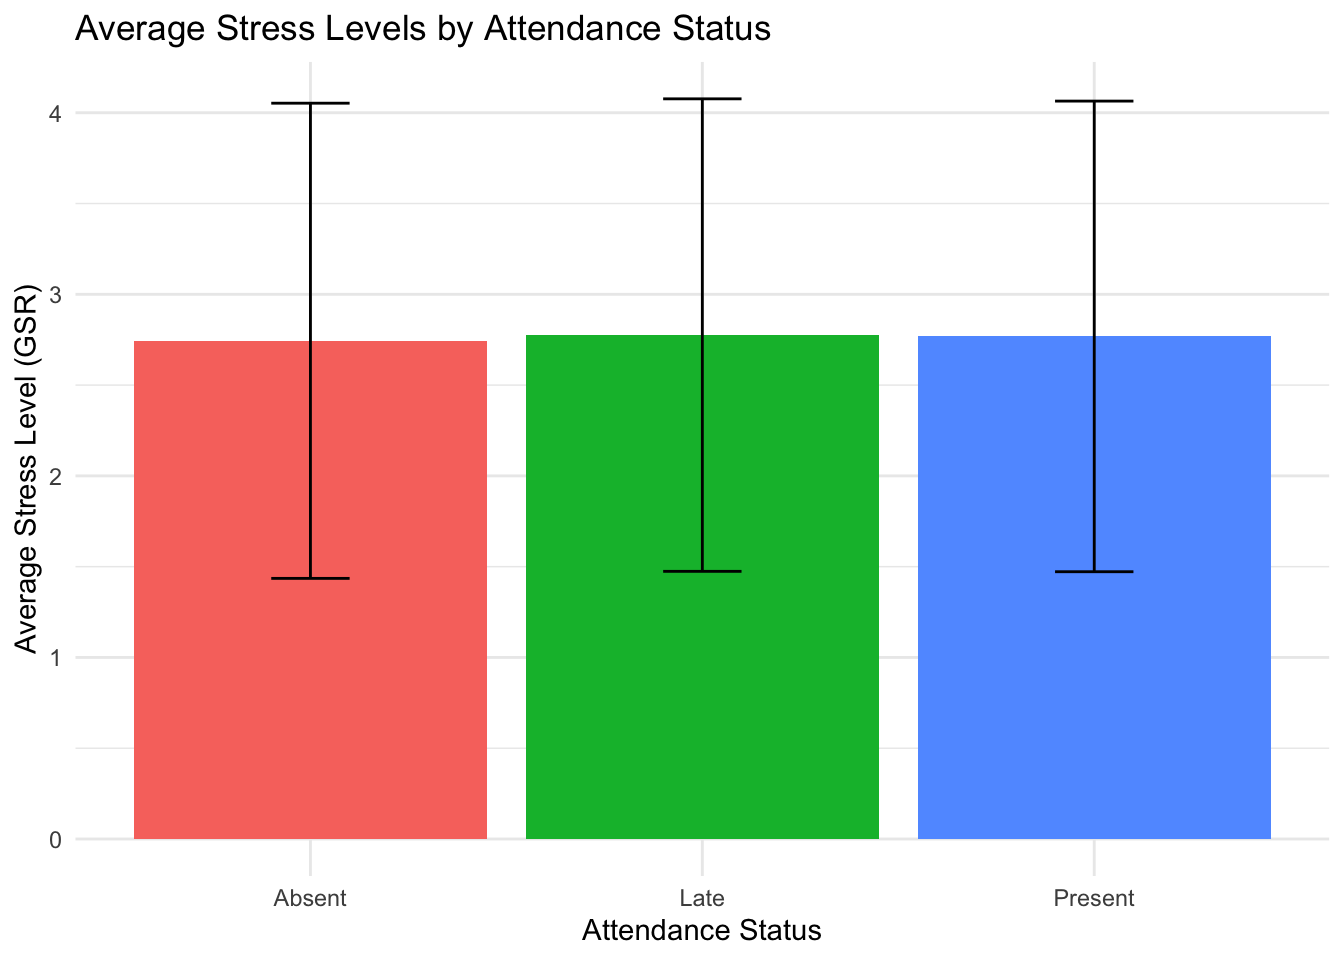 Average Stress Levels by Attendance Status
4
3
2
1
0
Average Stress Level (GSR)
Absent
Late
Present
Attendance Status